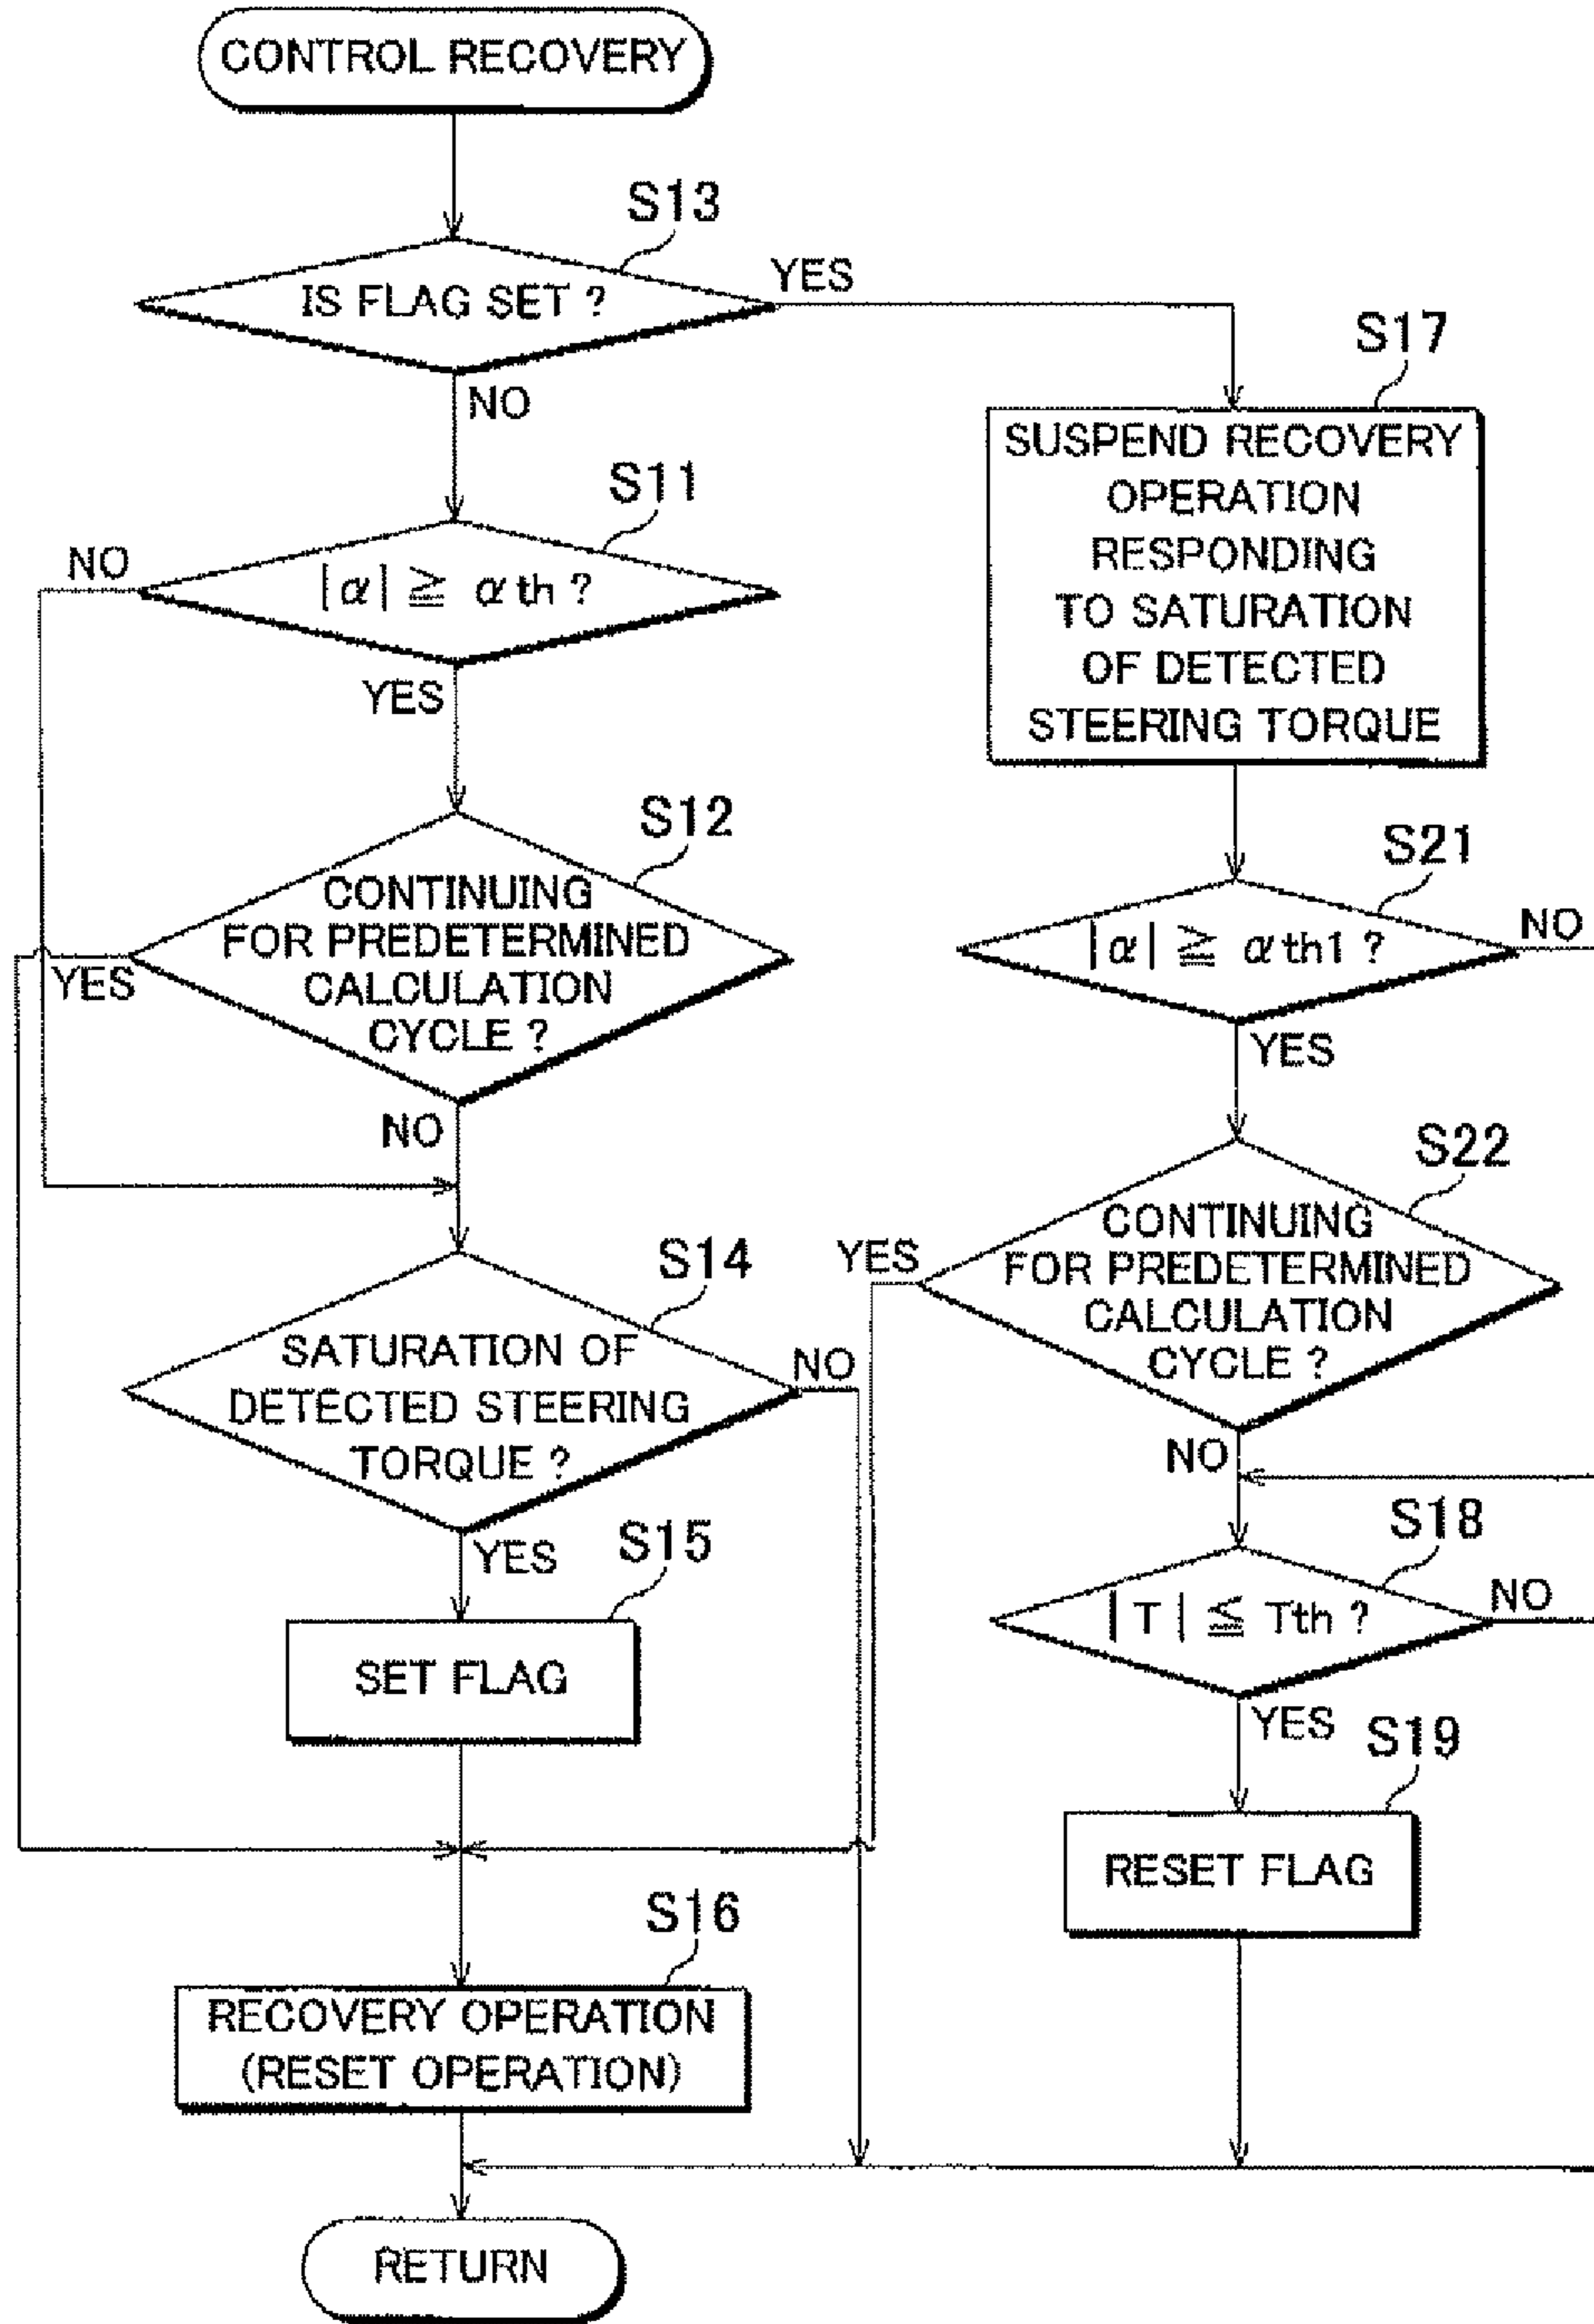 CONTROL RECOVERY
S13
IS FLAG SET ?
YES
NO
S17
SUSPEND RECOVERY
OPERATION
RESPONDING
TO SATURATION
OF DETECTED
STEERING TORQUE
S11
NO
|α| ≧ αth ?
YES
S12
CONTINUING
FOR PREDETERMINED
CALCULATION
CYCLE ?
YES
NO
S21
|α| ≧ αth1 ?
NO
YES
S22
CONTINUING
FOR PREDETERMINED
CALCULATION
CYCLE ?
YES
NO
S14
SATURATION OF
DETECTED STEERING
TORQUE ?
NO
YES
S15
SET FLAG
S18
|T| ≦ Tth ?
NO
YES
S19
RESET FLAG
S16
RECOVERY OPERATION
(RESET OPERATION)
RETURN